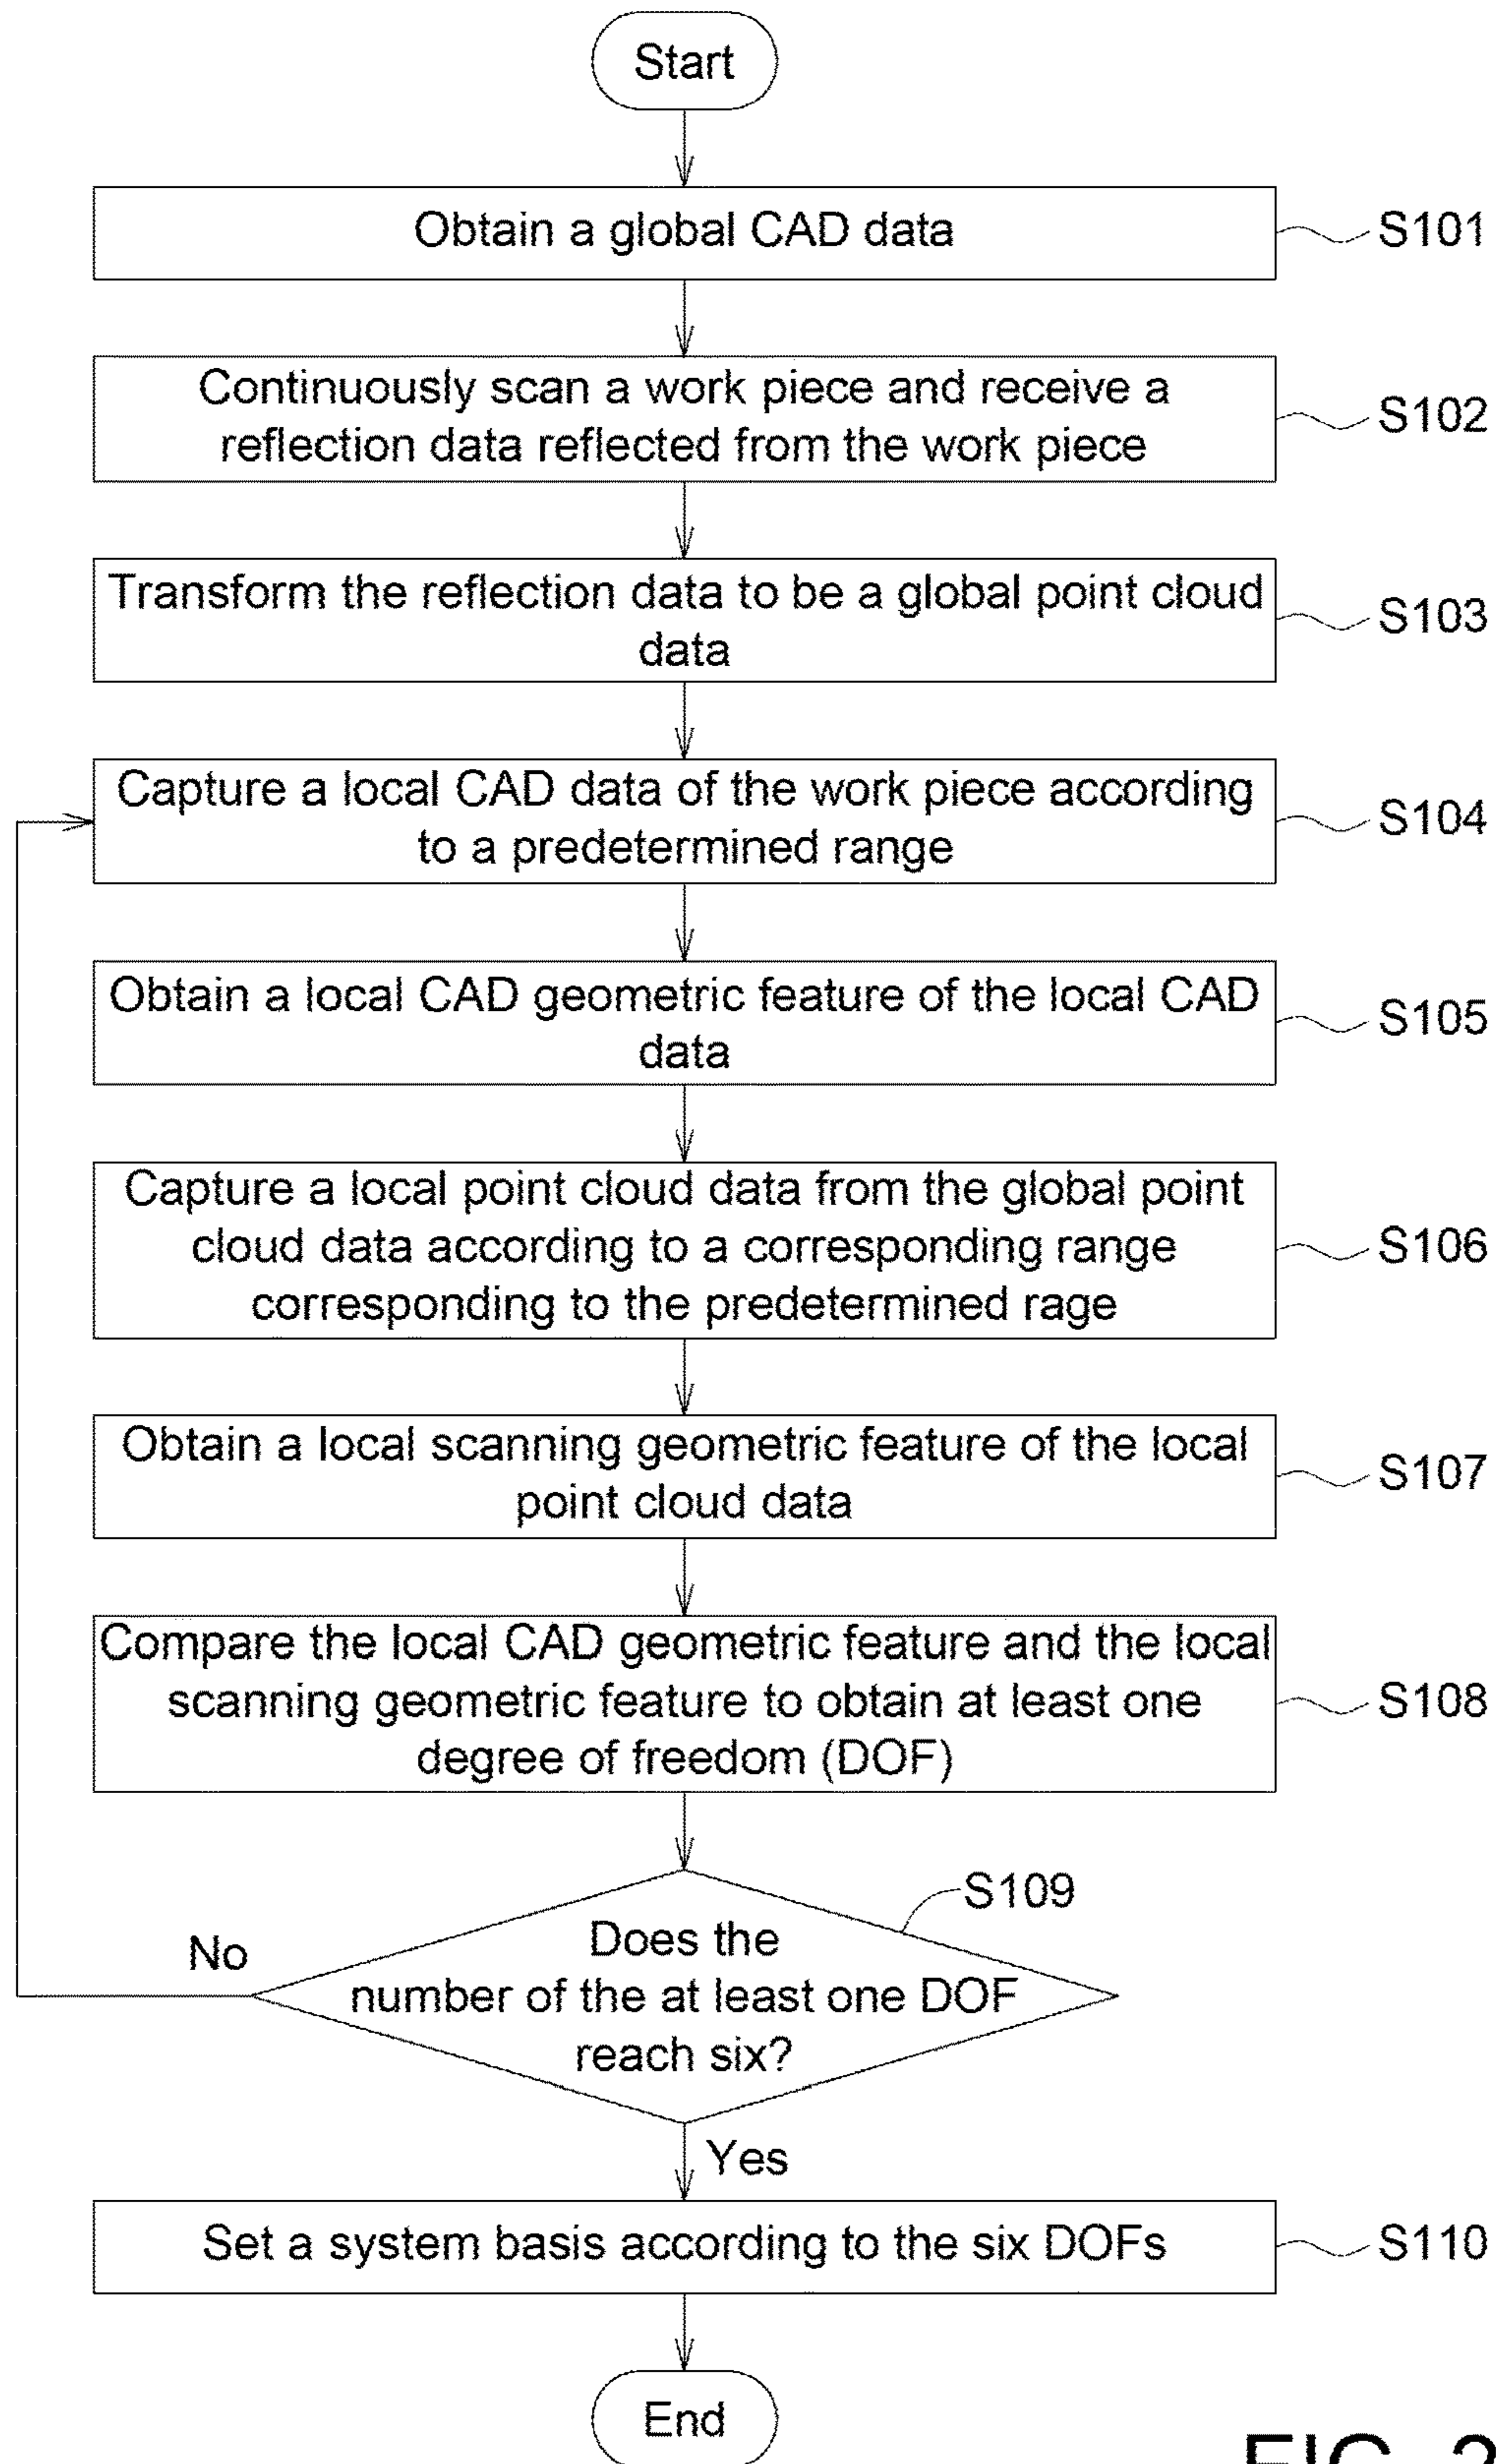 Start
Obtain a global CAD data
S101
Continuously scan a work piece and receive a
reflection data reflected from the work piece
S102
Transform the reflection data to be a global point cloud
data
S103
Capture a local CAD data of the work piece according
to a predetermined range
S104
Obtain a local CAD geometric feature of the local CAD
data
S105
Capture a local point cloud data from the global point
cloud data according to a corresponding range
corresponding to the predetermined rage
S106
Obtain a local scanning geometric feature of the local
point cloud data
S107
Compare the local CAD geometric feature and the local
scanning geometric feature to obtain at least one
degree of freedom (DOF)
S108
S109
Does the
number of the at least one DOF
reach six?
No
Yes
Set a system basis according to the six DOFs
S110
End
FIG. 2